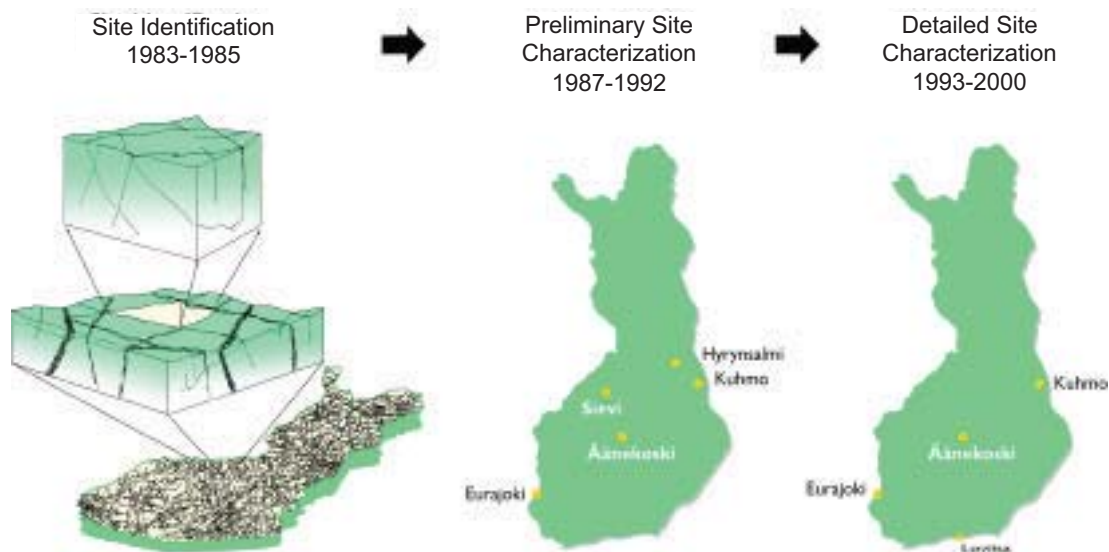 Site Identification
1983-1985
Preliminary Site
Characterization
1987-1992
Detailed Site
Characterization
1993-2000
Hyrynsalmi
Kuhmo
Sievi
Äänekoski
Eurajoki
Kuhmo
Äänekoski
Eurajoki